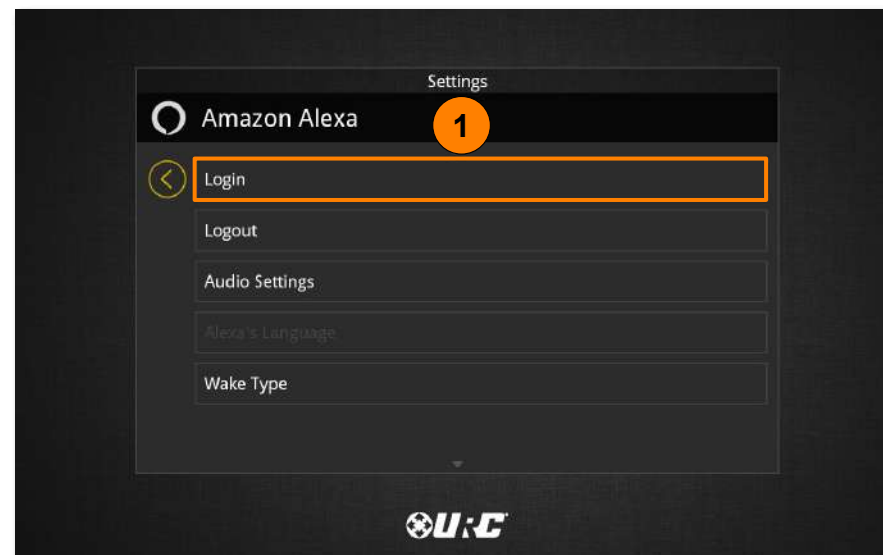 Settings
Amazon Alexa
1
Login
Logout
Audio Settings
Alexa's Language
Wake Type
URC